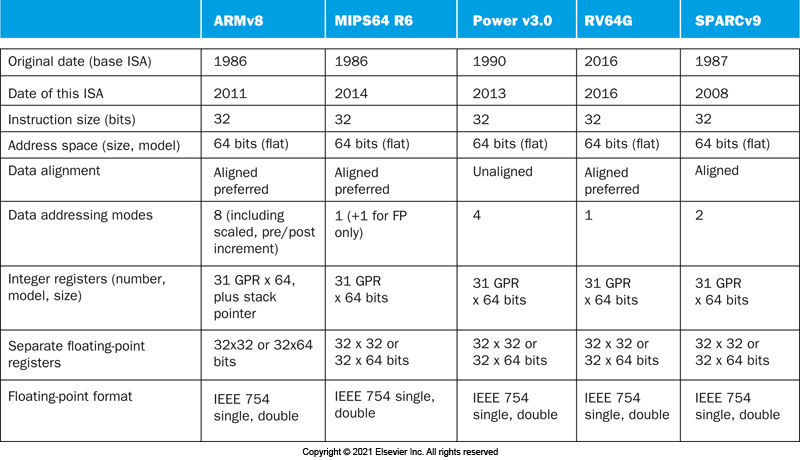 ARMv8 MIPS64 R6 Power v3.0 RV64G SPARCv9
Original date (base ISA) 1986 1986 1990 2016 1987
Date of this ISA 2011 2014 2013 2016 2008
Instruction size (bits) 32 32 32 32 32
Address space (size, model) 64 bits (flat) 64 bits (flat) 64 bits (flat) 64 bits (flat) 64 bits (flat)
Data alignment Aligned Aligned Unaligned Aligned Aligned
preferred preferred preferred
Data addressing modes 8 (including 1 (+1 for FP 4 1 2
scaled, pre/post only)
increment)
Integer registers (number, 31 GPR x 64, 31 GPR 31 GPR 31 GPR 31 GPR
model, size) plus stack x 64 bits x 64 bits x 64 bits x 64 bits
pointer
Separate floating-point 32x32 or 32x64 32 x 32 or 32 x 32 or 32 x 32 or 32 x 32 or
registers bits 32 x 64 bits 32 x 64 bits 32 x 64 bits 32 x 64 bits
Floating-point format IEEE 754 IEEE 754 single, IEEE 754 IEEE 754 IEEE 754
single, double double single, double single, double single, double
Copyright © 2021 Elsevier Inc. All rights reserved